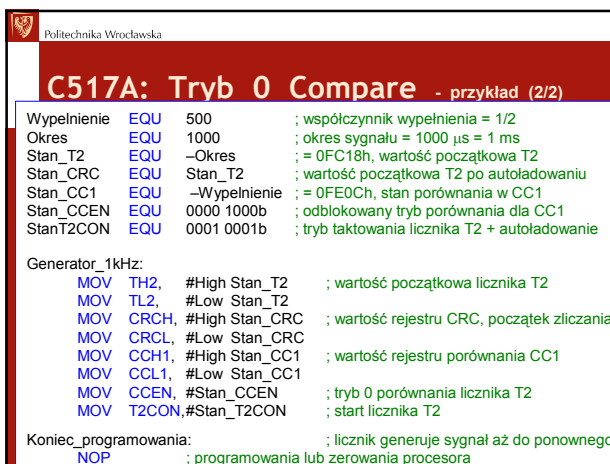 Politechnika Wrocławska
C517A: Tryb 0 Compare - przykład (2/2)
Wypelnienie EQU 500 ; współczynnik wypełnienia = 1/2
Okres EQU 1000 ; okres sygnału = 1000 μs = 1 ms
Stan_T2 EQU –Okres ; = 0FC18h, wartość początkowa T2
Stan_CRC EQU Stan_T2 ; wartość początkowa T2 po autoładowaniu
Stan_CC1 EQU –Wypelnienie ; = 0FE0Ch, stan porównania w CC1
Stan_CCEN EQU 0000 1000b ; odblokowany tryb porównania dla CC1
StanT2CON EQU 0001 0001b ; tryb taktowania licznika T2 + autoładowanie
Generator_1kHz:
MOV TH2, #High Stan_T2 ; wartość początkowa licznika T2
MOV TL2, #Low Stan_T2
MOV CRCH, #High Stan_CRC ; wartość rejestru CRC, początek zliczania
MOV CRCL, #Low Stan_CRC
MOV CCH1, #High Stan_CC1 ; wartość rejestru porównania CC1
MOV CCL1, #Low Stan_CC1
MOV CCEN, #Stan_CCEN ; tryb 0 porównania licznika T2
MOV T2CON,#Stan_T2CON ; start licznika T2
Koniec_programowania: ; licznik generuje sygnał aż do ponownego
NOP ; programowania lub zerowania procesora